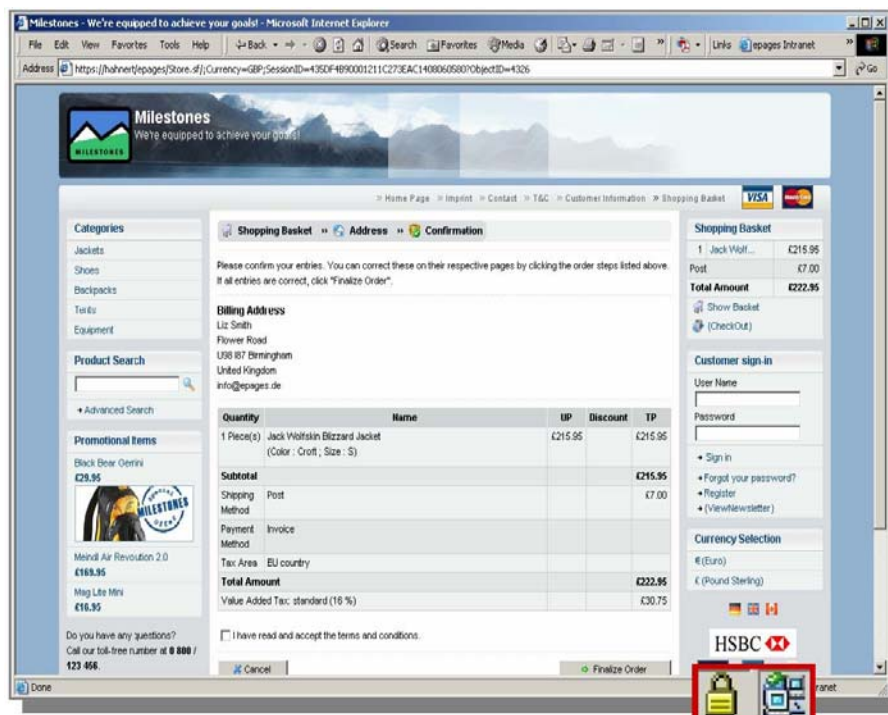 Milestones - We're equipped to achieve your goals! - Microsoft Internet Explorer
File Edit View Favorites Tools Help
Back Search Favorites Media Links epages Intranet
Address https://hahnert/epages/Store.sf/;Currency=GBP;SessionID=435DF4B90001211C273EAC1408060580?ObjectID=4326 Go
Milestones
We're equipped to achieve your goals!
MILESTONES
» Home Page » Imprint » Contact » T&C » Customer Information » Shopping Basket VISA MasterCard
Categories
Jackets
Shoes
Backpacks
Tents
Equipment
Product Search
Advanced Search
Promotional Items
Black Bear Gemini
£29.95
special
MILESTONES
offer
Meindl Air Revolution 2.0
£169.95
Mag Lite Mini
£16.95
Do you have any questions?
Call our toll-free number at 0 800 /
123 456.
Shopping Basket » Address » Confirmation
Please confirm your entries. You can correct these on their respective pages by clicking the order steps listed above.
If all entries are correct, click "Finalize Order".
Billing Address
Liz Smith
Flower Road
U98 I87 Birmingham
United Kingdom
info@epages.de
Quantity Name UP Discount TP
1 Piece(s) Jack Wolfskin Blizzard Jacket £215.95 £215.95
(Color : Croft ; Size : S)
Subtotal £215.95
Shipping Post £7.00
Method
Payment Invoice
Method
Tax Area EU country
Total Amount £222.95
Value Added Tax: standard (16 %) £30.75
I have read and accept the terms and conditions.
Cancel Finalize Order
Shopping Basket
1 Jack Wolf... £215.95
Post £7.00
Total Amount £222.95
Show Basket
(CheckOut)
Customer sign-in
User Name
Password
Sign in
Forgot your password?
Register
(ViewNewsletter)
Currency Selection
€ (Euro)
£ (Pound Sterling)
HSBC
Done